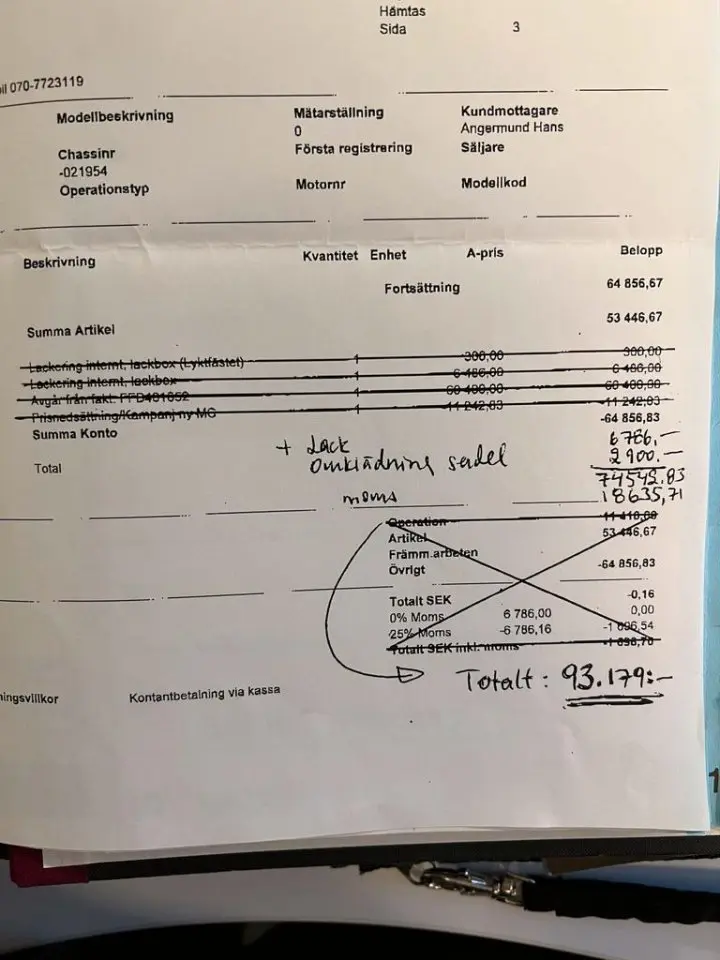 Hämtas
Sida 3
il 070-7723119
Modellbeskrivning Mätarställning Kundmottagare
0 Angermund Hans
Chassinr Första registrering Säljare
-021954
Operationstyp Motornr Modellkod
Beskrivning Kvantitet Enhet A-pris Belopp
Fortsättning 64 856,67
Summa Artikel 53 446,67
Lackering internt, lackbox (Lyktfästet) 1 300,00 300,00
Lackering internt, lackbox 1 6 486,00 6 486,00
Avgår från fakt. PFD401052 1 60 400,00 60 400,00
Prisnedsättning/Kampanj ny MC 1 11 242,83 -11 242,83
Summa Konto -64 856,83
+ Lack 6786,-
Omklädning sadel 2900.-
Total 74542.83
moms 18635,71
Operation 11 410,00
Artikel 53 446,67
Främm.arbeten
Övrigt -64 856,83
Totalt SEK -0,16
0% Moms 6 786,00 0,00
25% Moms -6 786,16 -1 696,54
Totalt SEK inkl. moms -1 696,70
Totalt : 93.179:-
ningsvillkor Kontantbetalning via kassa
1